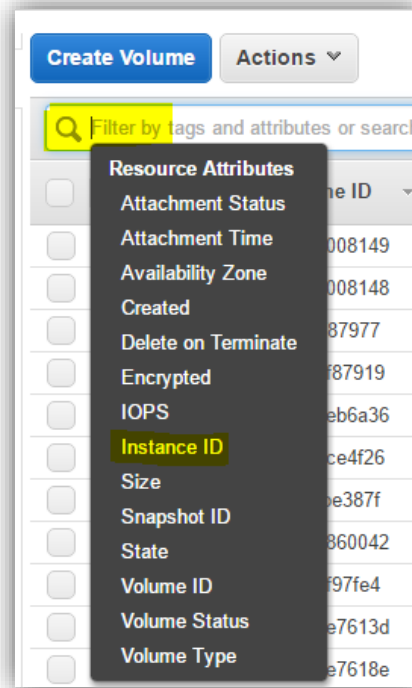 Create Volume Actions
Filter by tags and attributes or search
Resource Attributes
Attachment Status
Attachment Time
Availability Zone
Created
Delete on Terminate
Encrypted
IOPS
Instance ID
Size
Snapshot ID
State
Volume ID
Volume Status
Volume Type
ne ID
008149
008148
87977
f87919
eb6a36
ce4f26
be387f
860042
f97fe4
e7613d
e7618e